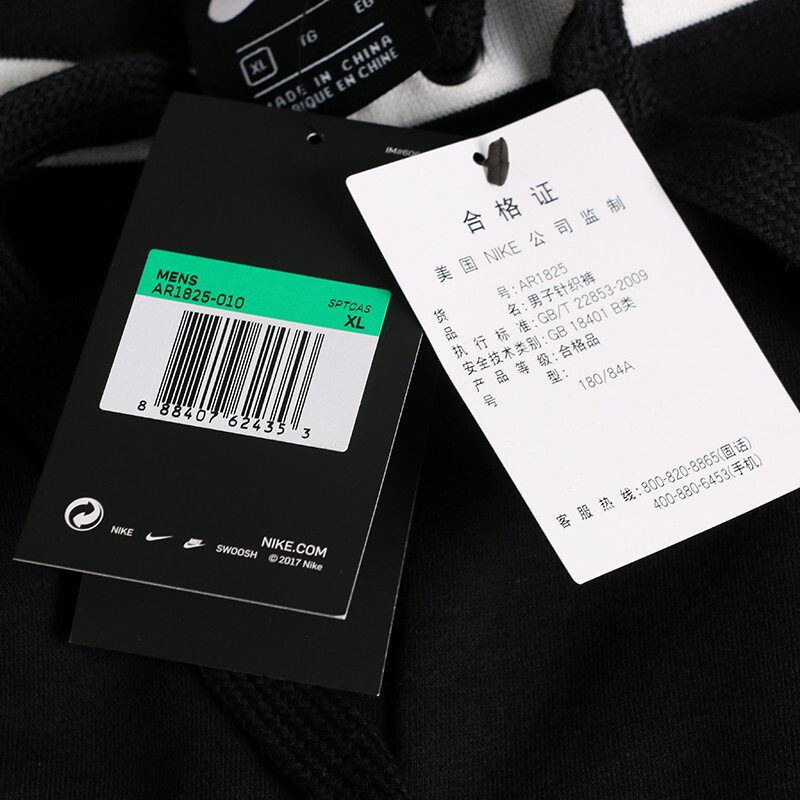 TG
EG
XL
MADE IN CHINA
FABRIQUE EN CHINE
MENS
AR1825-010
SPTCAS
XL
8 88407 62435 3
NIKE
SWOOSH
NIKE.COM
© 2017 Nike
合格证
美国 NIKE 公司监制
货号:AR1825
品名:男子针织裤
执行标准:GB/T 22853-2009
安全技术类别:GB 18401 B类
产品等级:合格品
号型: 180/84A
客服热线:800-820-8865(固话)
400-880-6453(手机)